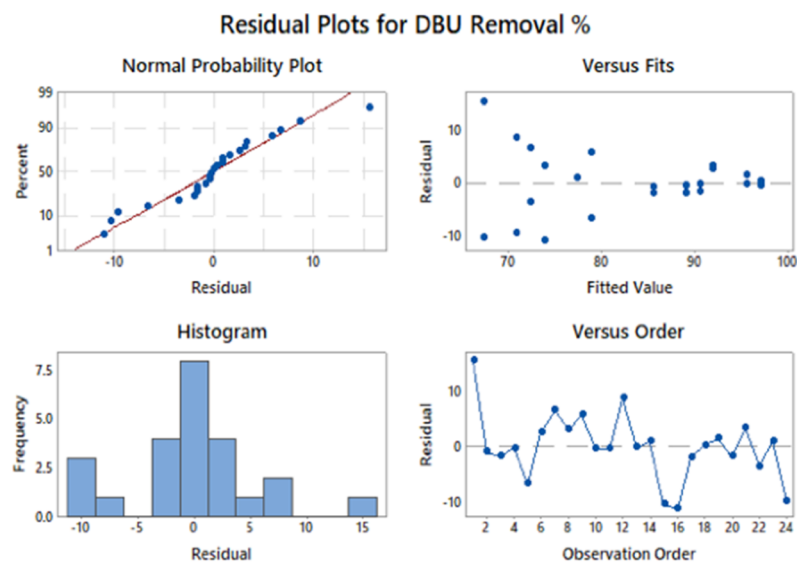 Residual Plots for DBU Removal %
Normal Probability Plot
99
90
50
10
1
Percent
-10 0 10
Residual
Versus Fits
10
0
-10
Residual
70 80 90 100
Fitted Value
Histogram
7.5
5.0
2.5
0.0
Frequency
-10 -5 0 5 10 15
Residual
Versus Order
10
0
-10
Residual
2 4 6 8 10 12 14 16 18 20 22 24
Observation Order